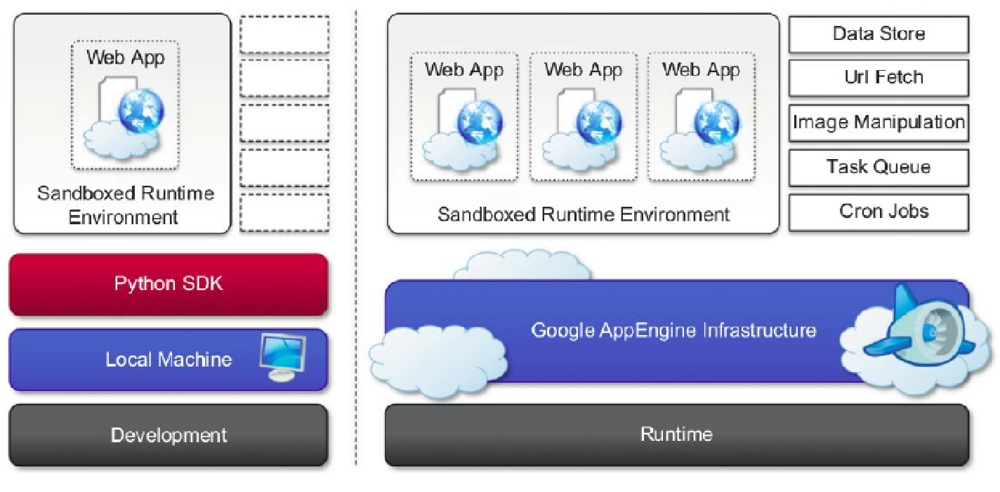 Web App
Sandboxed Runtime
Environment
Python SDK
Local Machine
Development
Web App
Web App
Web App
Sandboxed Runtime Environment
Data Store
Url Fetch
Image Manipulation
Task Queue
Cron Jobs
Google AppEngine Infrastructure
Runtime